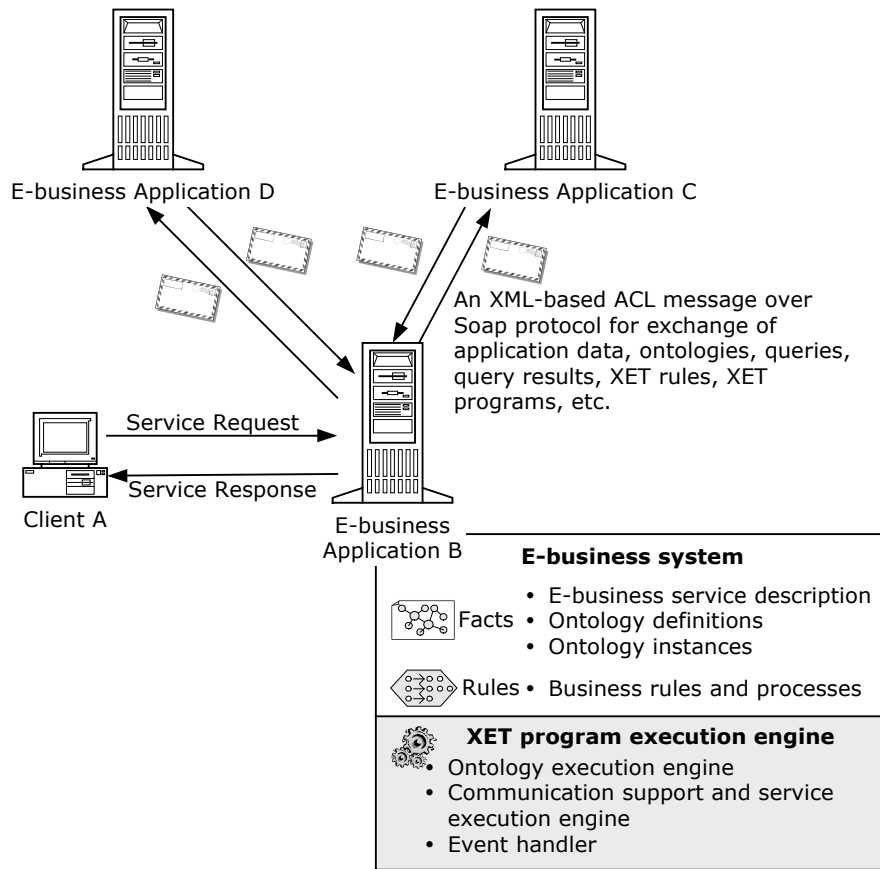 E-business Application D
E-business Application C
An XML-based ACL message over
Soap protocol for exchange of
application data, ontologies, queries,
query results, XET rules, XET
programs, etc.
Service Request
Service Response
Client A
E-business
Application B
E-business system
Facts
• E-business service description
• Ontology definitions
• Ontology instances
Rules • Business rules and processes
XET program execution engine
• Ontology execution engine
• Communication support and service
execution engine
• Event handler